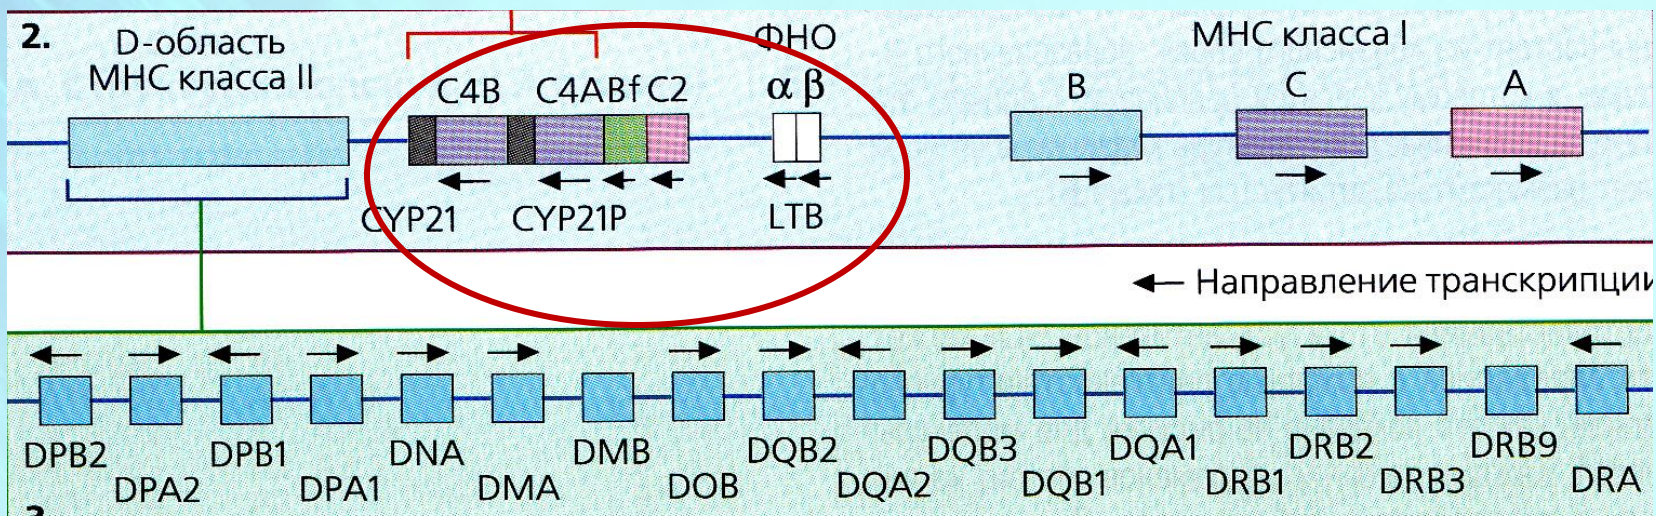 2.
D-область
МНС класса II
ФНО
МНС класса I
C4B
C4A
Bf
C2
α β
B
C
A
CYP21
CYP21P
LTB
Направление транскрипции
DPB2
DPA2
DPB1
DPA1
DNA
DMA
DMB
DOB
DQB2
DQA2
DQB3
DQB1
DQA1
DRB1
DRB2
DRB3
DRB9
DRA